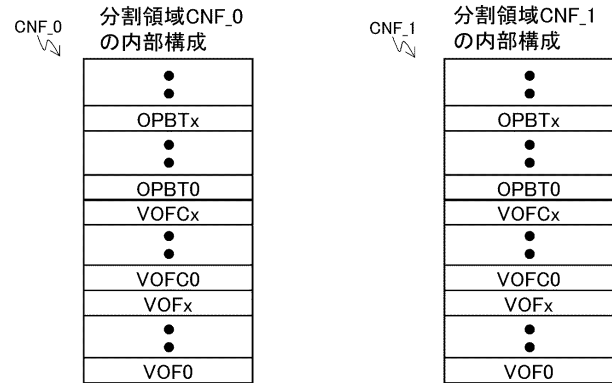 CNF_0
分割領域CNF_0
の内部構成
OPBTx
OPBT0
VOFCx
VOFC0
VOFx
VOF0
CNF_1
分割領域CNF_1
の内部構成
OPBTx
OPBT0
VOFCx
VOFC0
VOFx
VOF0